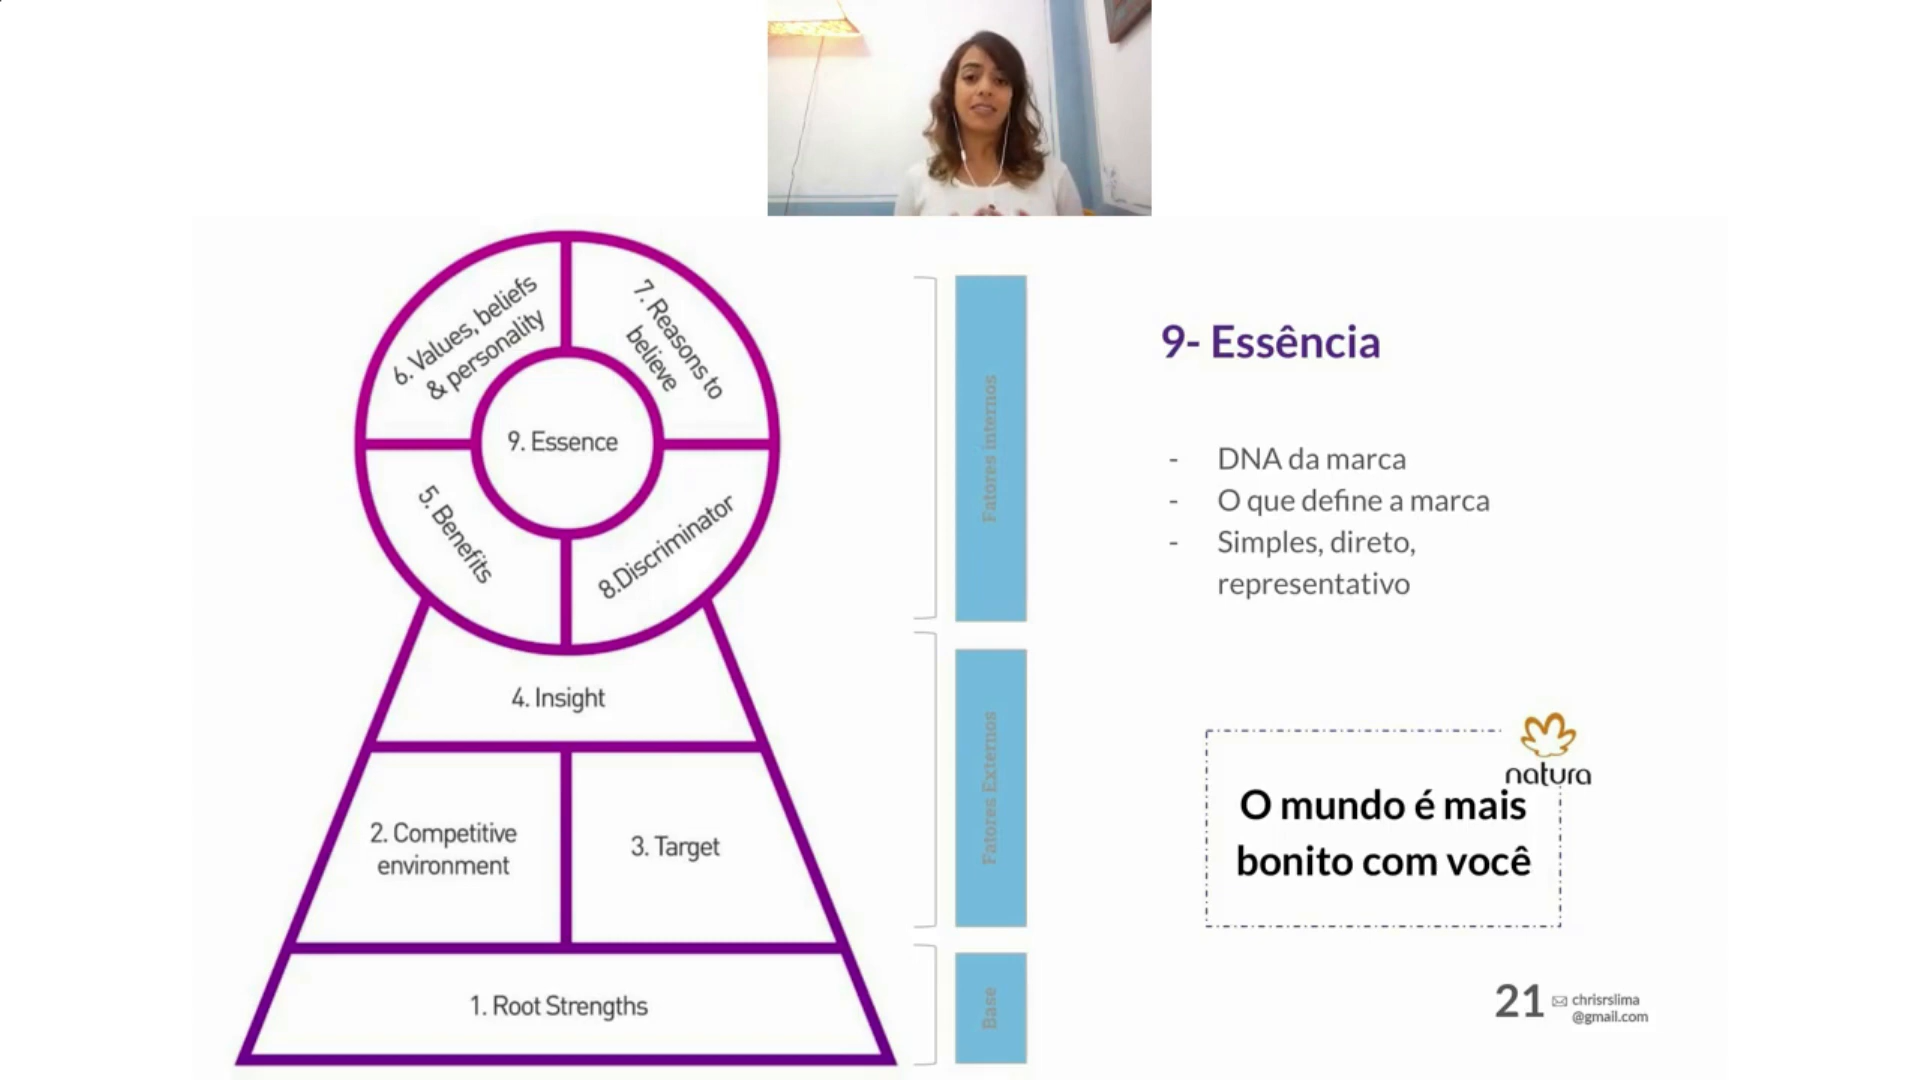 6. Values, beliefs
& personality
7. Reasons to
believe
9. Essence
5. Benefits
8.Discriminator
4. Insight
2. Competitive
environment
3. Target
1. Root Strengths
Fatores internos
Fatores Externos
Base
9- Essência
- DNA da marca
- O que define a marca
- Simples, direto,
representativo
natura
O mundo é mais
bonito com você
21
chrisrslima
@gmail.com